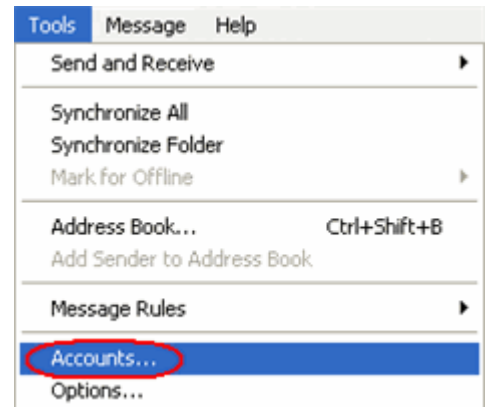 Tools Message Help
Send and Receive
Synchronize All
Synchronize Folder
Mark for Offline
Address Book... Ctrl+Shift+B
Add Sender to Address Book
Message Rules
Accounts...
Options...